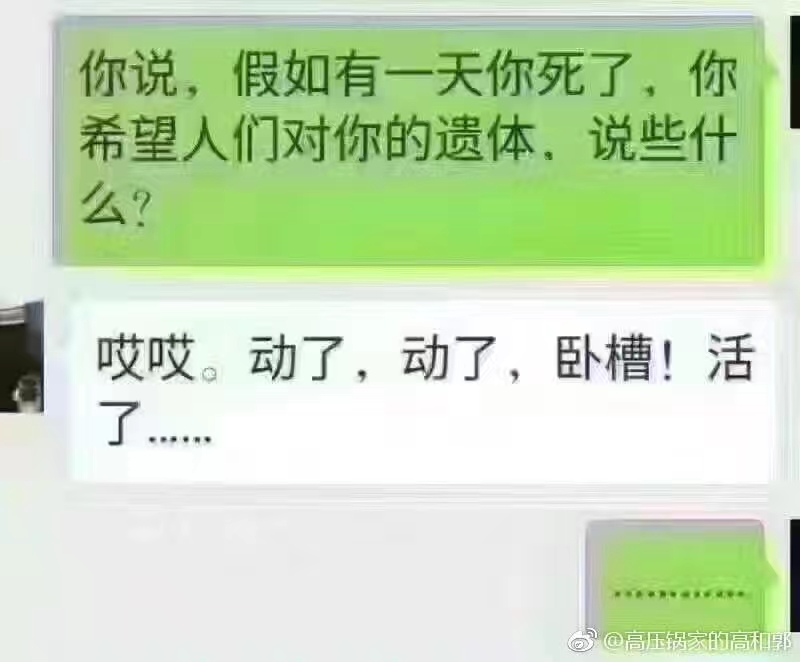 你说，假如有一天你死了，你
希望人们对你的遗体，说些什
么？
哎哎。动了，动了，卧槽！活
了……
………………
@高压锅家的高和郭